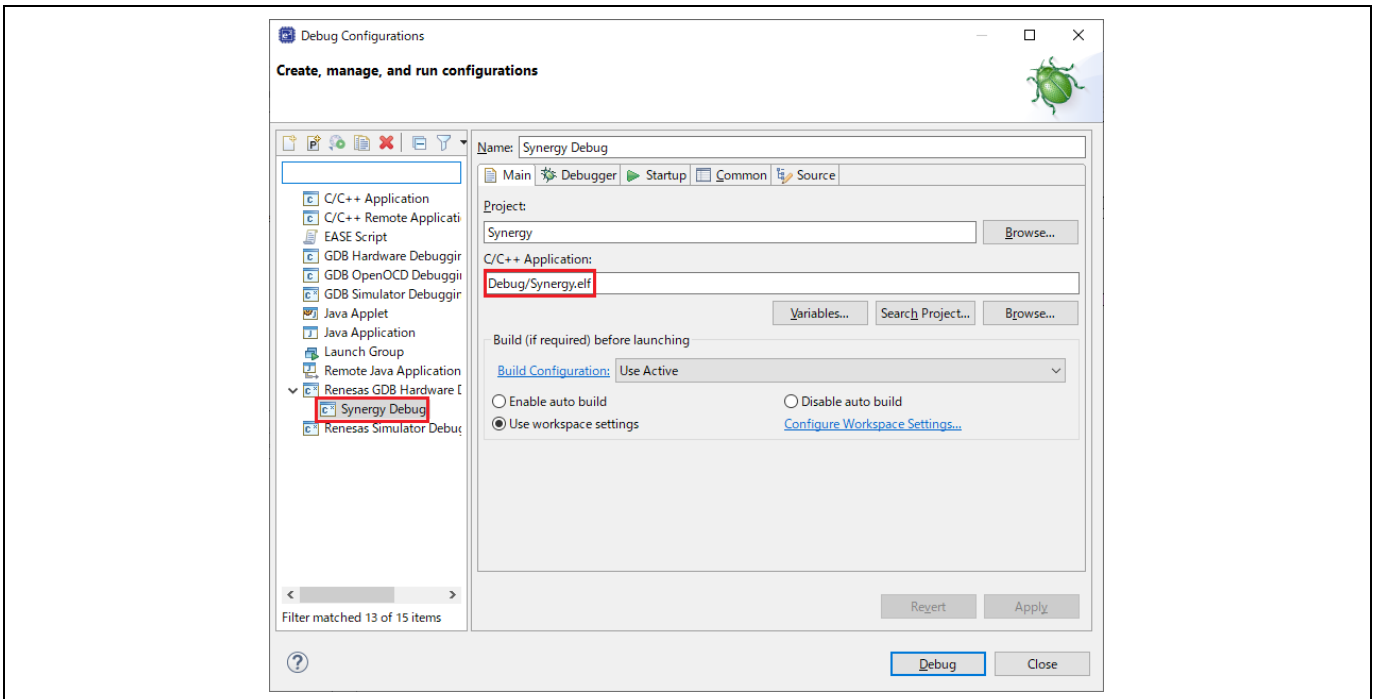 Debug Configurations
Create, manage, and run configurations
Name: Synergy Debug
Main Debugger Startup Common Source
C/C++ Application
C/C++ Remote Applicati
EASE Script
GDB Hardware Debuggin
GDB OpenOCD Debuggi
GDB Simulator Debuggin
Java Applet
Java Application
Launch Group
Remote Java Application
Renesas GDB Hardware
Synergy Debug
Renesas Simulator Debug
Filter matched 13 of 15 items
Project:
Synergy Browse...
C/C++ Application:
Debug/Synergy.elf
Variables... Search Project... Browse...
Build (if required) before launching
Build Configuration: Use Active
Enable auto build Disable auto build
Use workspace settings Configure Workspace Settings...
Revert Apply
Debug Close